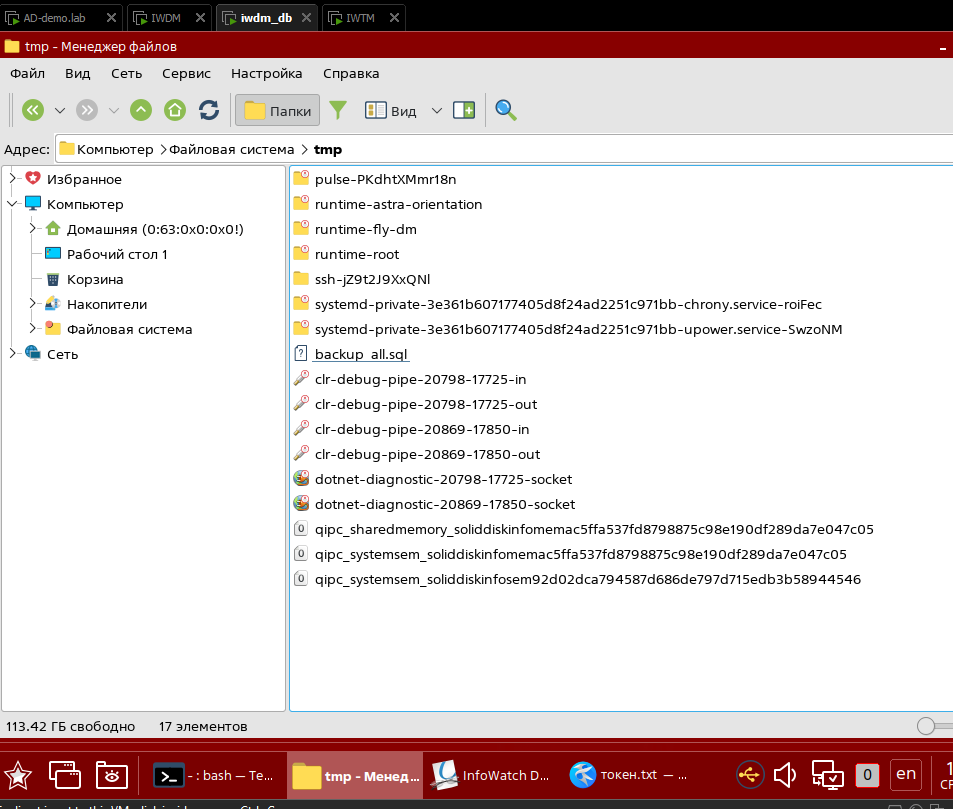 AD-demo.lab IWDM iwdm_db IWTM
tmp – Менеджер файлов
Файл Вид Сеть Сервис Настройка Справка
Папки Вид
Адрес: Компьютер Файловая система tmp
Избранное
Компьютер
Домашняя (0:63:0x0:0x0!)
Рабочий стол 1
Корзина
Накопители
Файловая система
Сеть
pulse-PKdhtXMmr18n
runtime-astra-orientation
runtime-fly-dm
runtime-root
ssh-jZ9t2J9XxQNl
systemd-private-3e361b607177405d8f24ad2251c971bb-chrony.service-roiFec
systemd-private-3e361b607177405d8f24ad2251c971bb-upower.service-SwzoNM
backup_all.sql
clr-debug-pipe-20798-17725-in
clr-debug-pipe-20798-17725-out
clr-debug-pipe-20869-17850-in
clr-debug-pipe-20869-17850-out
dotnet-diagnostic-20798-17725-socket
dotnet-diagnostic-20869-17850-socket
qipc_sharedmemory_soliddiskinfomemac5ffa537fd8798875c98e190df289da7e047c05
qipc_systemsem_soliddiskinfomemac5ffa537fd8798875c98e190df289da7e047c05
qipc_systemsem_soliddiskinfosem92d02dca794587d686de797d715edb3b58944546
113.42 ГБ свободно 17 элементов
- : bash — Te... tmp – Менед... InfoWatch D... токен.txt — ... 0 en